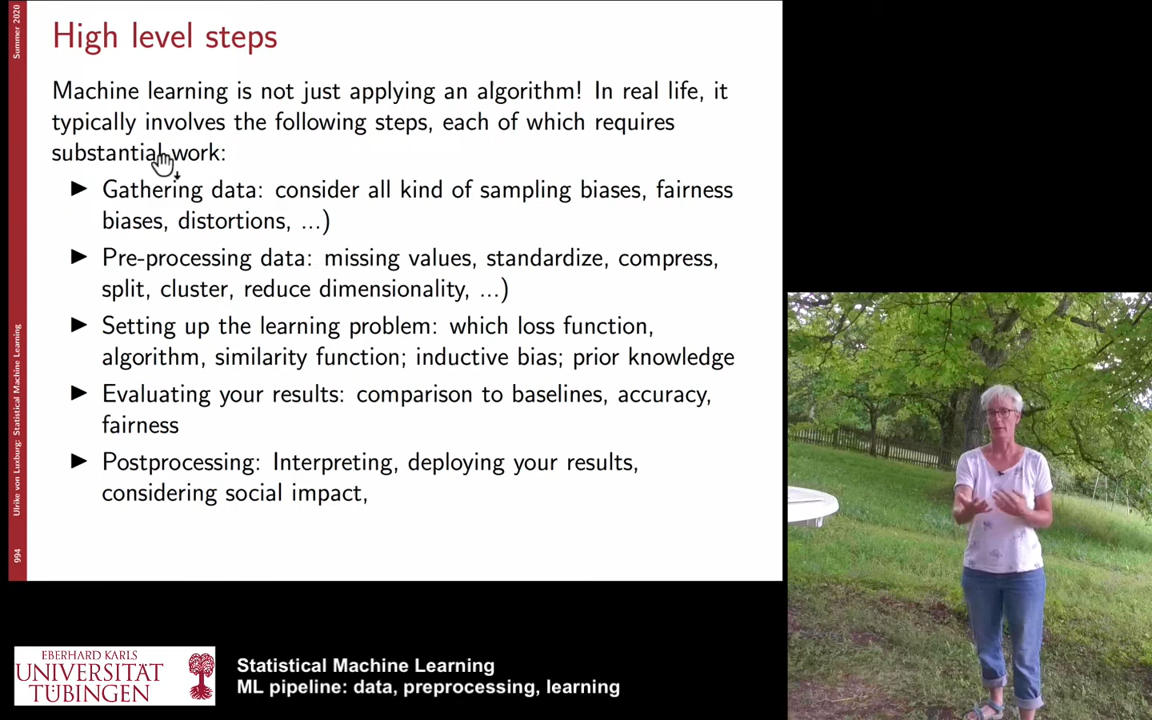 High level steps
Machine learning is not just applying an algorithm! In real life, it
typically involves the following steps, each of which requires
substantial work:
▶ Gathering data: consider all kind of sampling biases, fairness
biases, distortions, ...)
▶ Pre-processing data: missing values, standardize, compress,
split, cluster, reduce dimensionality, ...)
▶ Setting up the learning problem: which loss function,
algorithm, similarity function; inductive bias; prior knowledge
▶ Evaluating your results: comparison to baselines, accuracy,
fairness
▶ Postprocessing: Interpreting, deploying your results,
considering social impact,
Summer 2020
Ulrike von Luxburg: Statistical Machine Learning
994
EBERHARD KARLS
UNIVERSITÄT
TÜBINGEN
Statistical Machine Learning
ML pipeline: data, preprocessing, learning